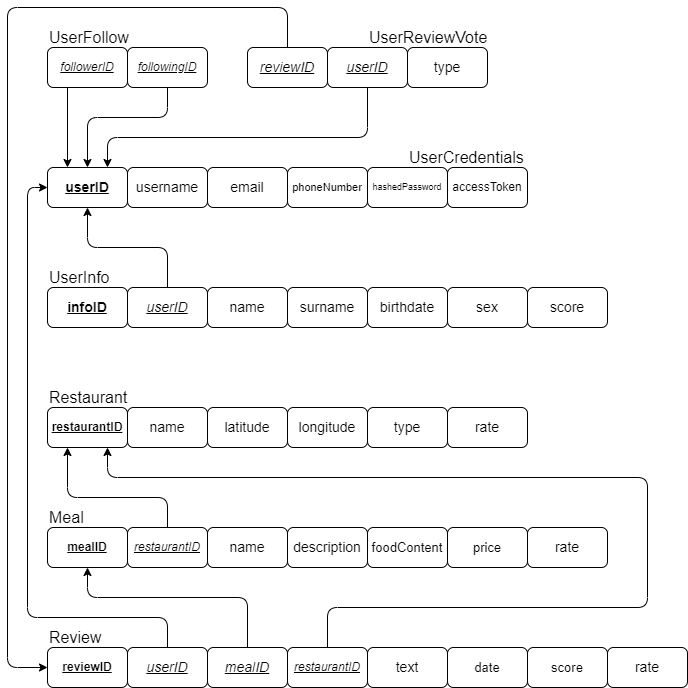 UserFollow UserReviewVote
followerID followingID reviewID userID type
UserCredentials
userID username email phoneNumber hashedPassword accessToken
UserInfo
infoID userID name surname birthdate sex score
Restaurant
restaurantID name latitude longitude type rate
Meal
mealID restaurantID name description foodContent price rate
Review
reviewID userID mealID restaurantID text date score rate